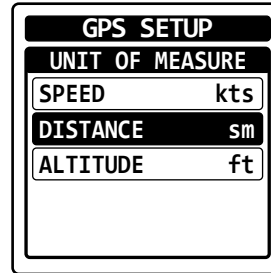 GPS SETUP
UNIT OF MEASURE
SPEED kts
DISTANCE sm
ALTITUDE ft